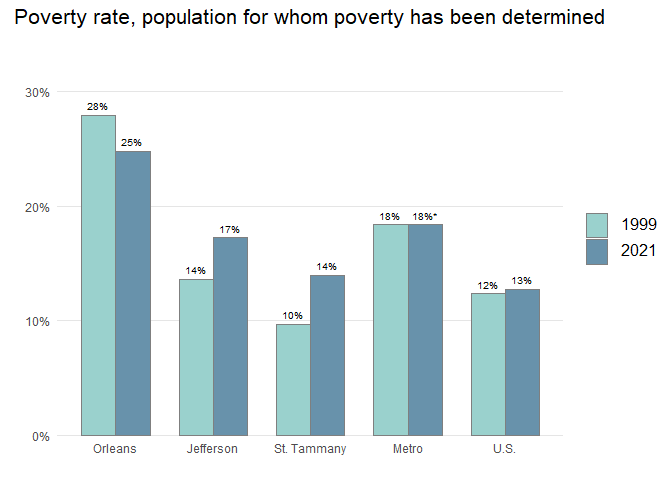 Poverty rate, population for whom poverty has been determined
30%
28%
25%
20%
18%
18%*
17%
14%
14%
12%
13%
10%
10%
0%
Orleans
Jefferson
St. Tammany
Metro
U.S.
1999
2021